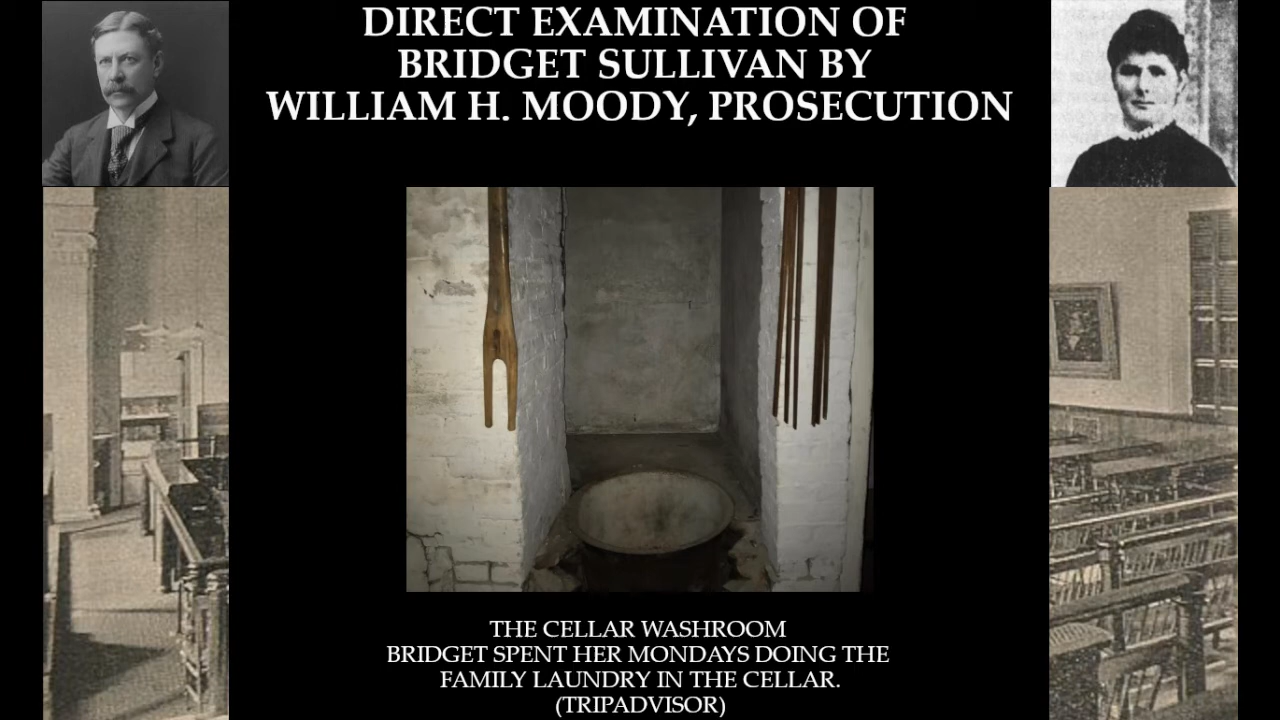 DIRECT EXAMINATION OF
BRIDGET SULLIVAN BY
WILLIAM H. MOODY, PROSECUTION
THE CELLAR WASHROOM
BRIDGET SPENT HER MONDAYS DOING THE
FAMILY LAUNDRY IN THE CELLAR.
(TRIPADVISOR)